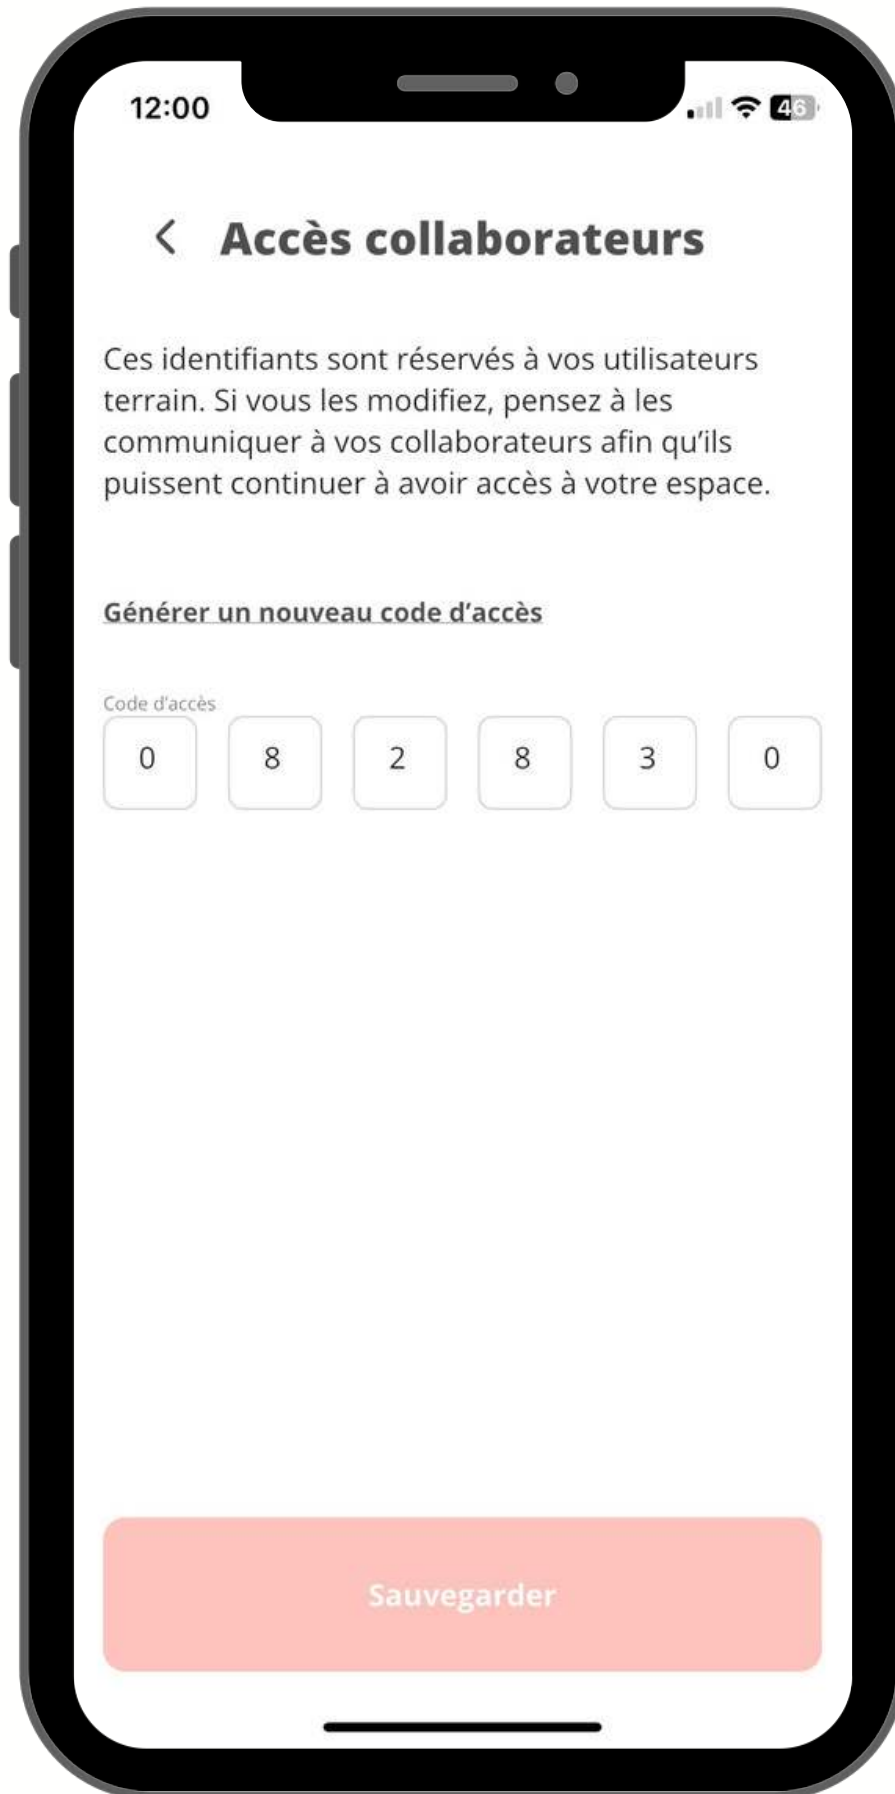 12:00
46
Accès collaborateurs
Ces identifiants sont réservés à vos utilisateurs
terrain. Si vous les modifiez, pensez à les
communiquer à vos collaborateurs afin qu’ils
puissent continuer à avoir accès à votre espace.
Générer un nouveau code d’accès
Code d’accès
0 8 2 8 3 0
Sauvegarder